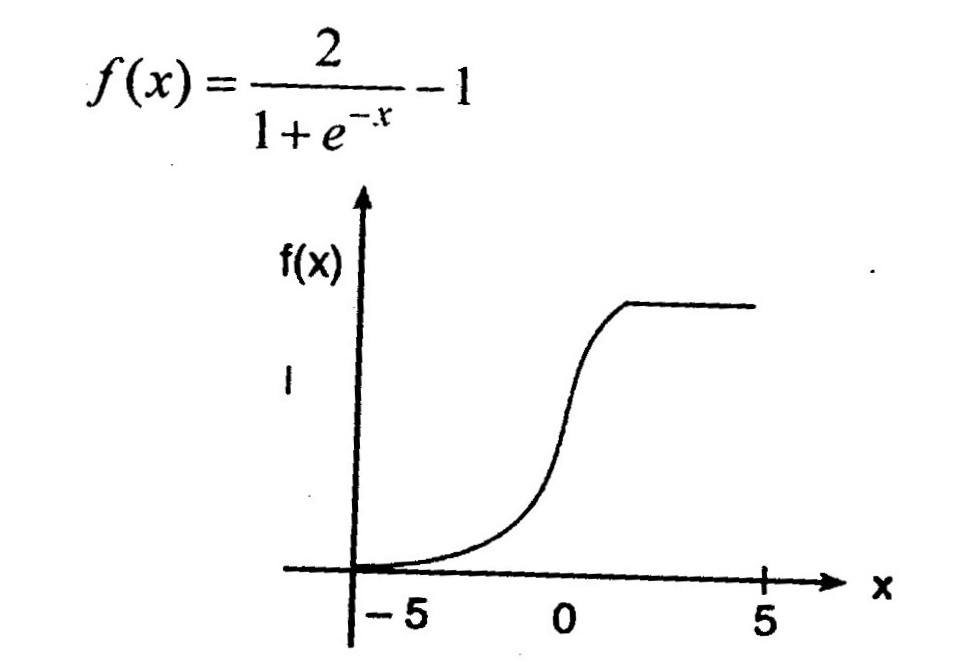 f(x) = 2 / (1 + e^{-x}) - 1
f(x)
1
x
– 5 0 5